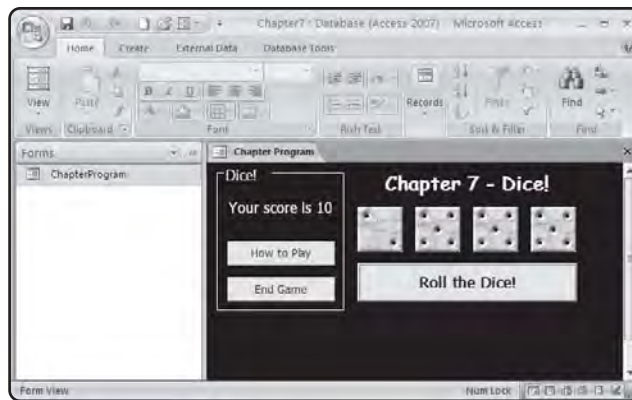 Chapter7 : Database (Access 2007) Microsoft Access
Home Create External Data Database Tools
View Paste B I U Records Filter Find
Views Clipboard Font Rich Text Sort & Filter Find
Forms
ChapterProgram
Chapter Program
Dice!
Your score is 10
How to Play
End Game
Chapter 7 - Dice!
Roll the Dice!
Form View Num Lock